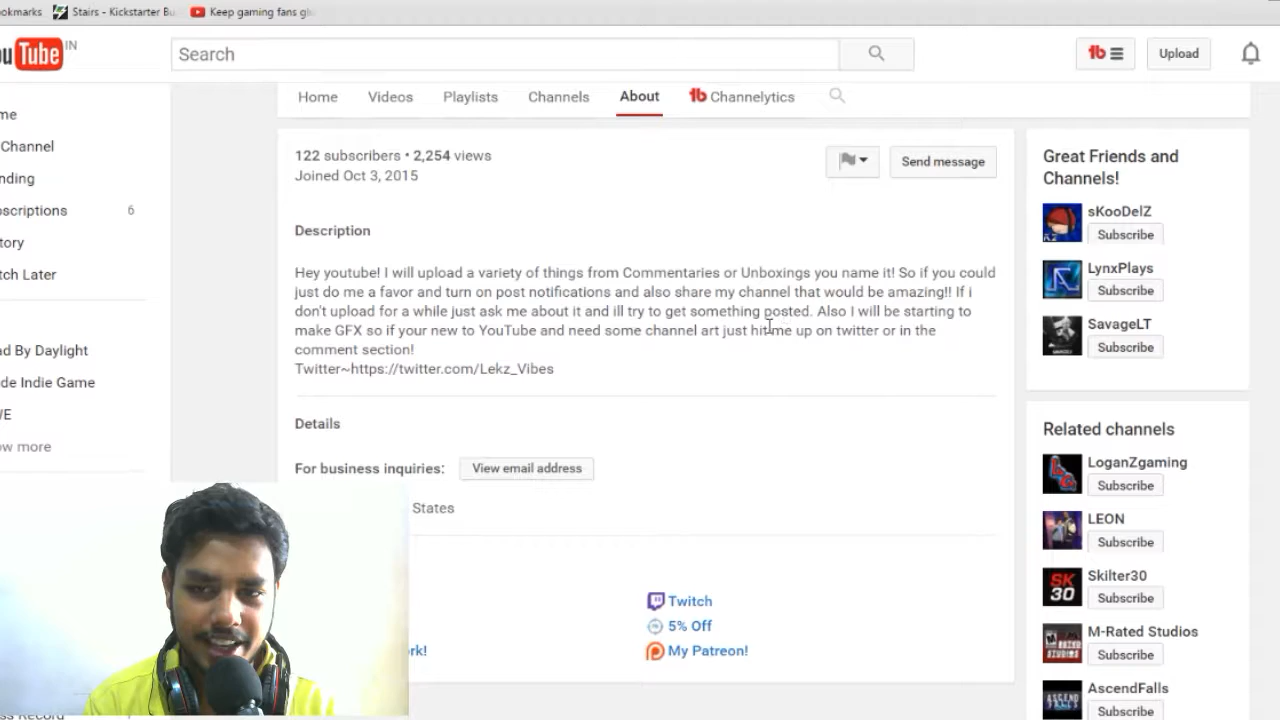 okmarks Stairs - Kickstarter Bu Keep gaming fans gl
ou Tube IN
Search
Upload
me
Channel
nding
scriptions 6
tory
tch Later
ad By Daylight
de Indie Game
VE
ow more
Home Videos Playlists Channels About Channelytics
122 subscribers • 2,254 views
Joined Oct 3, 2015
Send message
Description
Hey youtube! I will upload a variety of things from Commentaries or Unboxings you name it! So if you could
just do me a favor and turn on post notifications and also share my channel that would be amazing!! If i
don't upload for a while just ask me about it and ill try to get something posted. Also I will be starting to
make GFX so if your new to YouTube and need some channel art just hit me up on twitter or in the
comment section!
Twitter~https://twitter.com/Lekz_Vibes
Details
For business inquiries: View email address
States
Twitch
5% Off
rk! My Patreon!
Great Friends and
Channels!
sKooDelZ
Subscribe
LynxPlays
Subscribe
SavageLT
Subscribe
Related channels
LoganZgaming
Subscribe
LEON
Subscribe
Skilter30
Subscribe
SK
30
M-Rated Studios
Subscribe
AscendFalls
Subscribe